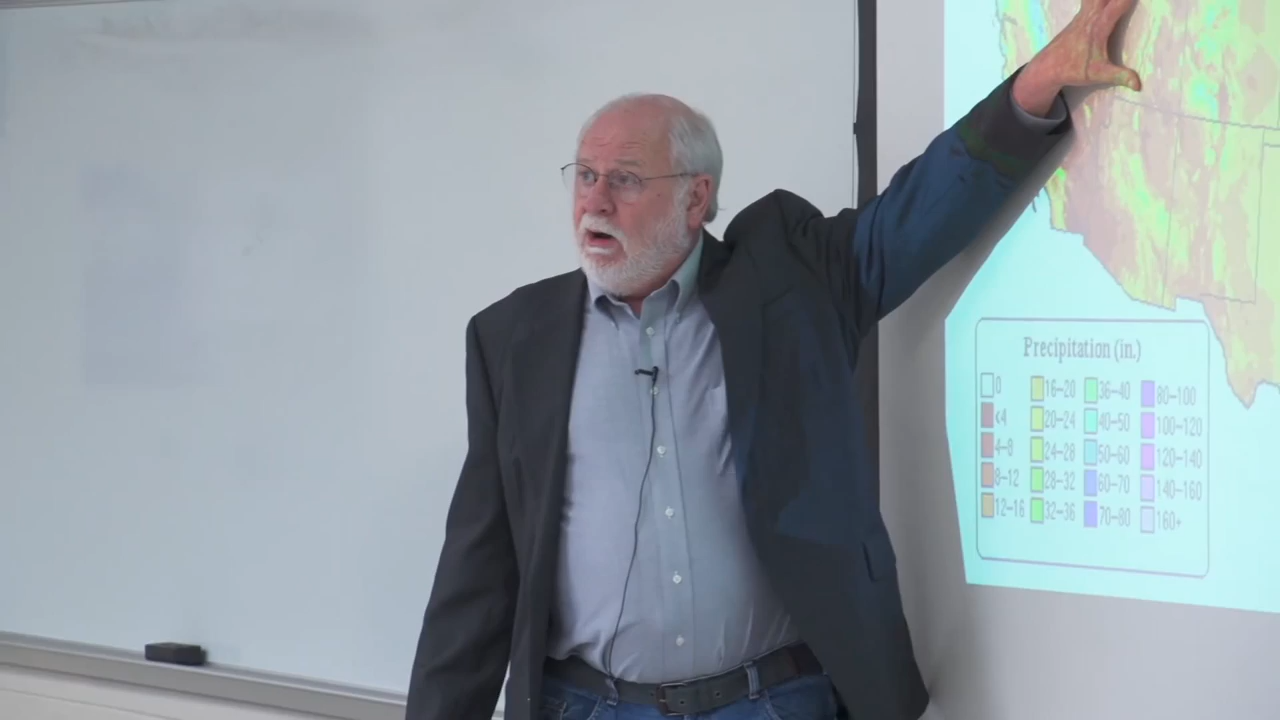 Precipitation (in.)
0 16-20 36-40 80-100
<4 20-24 40-50 100-120
4-8 24-28 50-60 120-140
8-12 28-32 60-70 140-160
12-16 32-36 70-80 160+